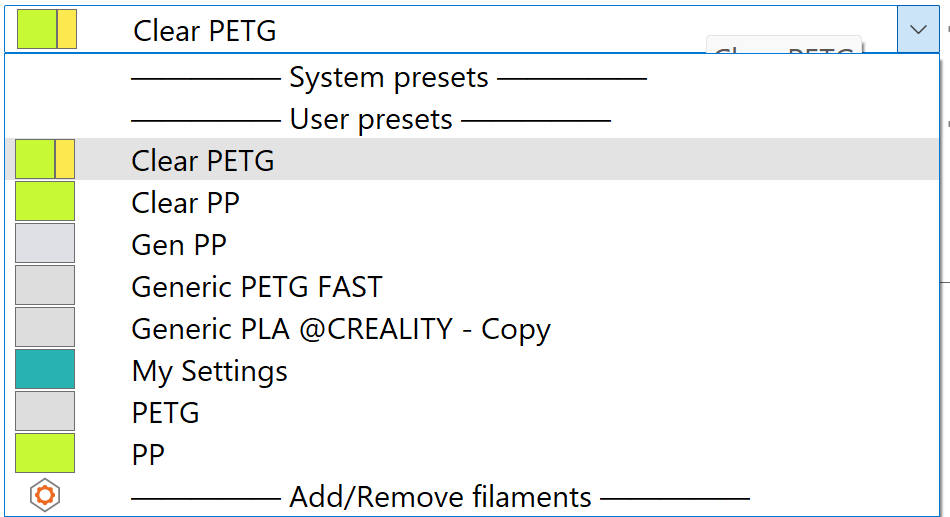 Clear PETG
System presets
User presets
Clear PETG
Clear PP
Gen PP
Generic PETG FAST
Generic PLA @CREALITY - Copy
My Settings
PETG
PP
Add/Remove filaments